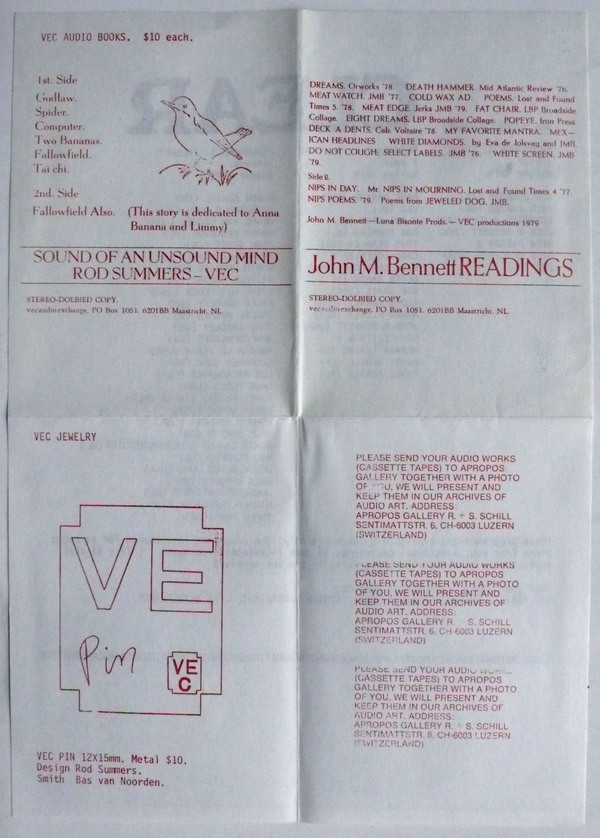 VEC AUDIO BOOKS. $10 each.
1st. Side
Godlaw.
Spider.
Computer.
Two Bananas.
Fallowfield.
Tai chi.
2nd. Side
Fallowfield Also. (This story is dedicated to Anna
Banana and Limmy)
SOUND OF AN UNSOUND MIND
ROD SUMMERS – VEC
STEREO-DOLBIED COPY.
vecaudioexchange. PO Box 1051. 6201BB Maastricht. NL.
DREAMS. Orworks '78. DEATH HAMMER. Mid Atlantic Review '76.
MEAT WATCH. JMB '77. COLD WAX AD. POEMS. Lost and Found
Times 5. '78. MEAT EDGE. Jerks JMB '79. FAT CHAIR. LBP Broadside
Collage. EIGHT DREAMS. LBP Broadside Collage. POPEYE. Iron Press
DECK A DENTS. Cab. Voltaire '78. MY FAVORITE MANTRA. MEX–
ICAN HEADLINES WHITE DIAMONDS. by Eva de Jolsvag and JMB.
DO NOT COUGH: SELECT LABELS. JMB '76. WHITE SCREEN. JMB
'79.
Side 2.
NIPS IN DAY. Mr. NIPS IN MOURNING. Lost and Found Times 4 '77.
NIPS POEMS. '79. Poems from JEWELED DOG. JMB.
John M. Bennett—Luna Bisonte Prods.—VEC productions 1979
John M. Bennett READINGS
STEREO-DOLBIED COPY.
vecaudioexchange. PO Box 1051. 6201BB Maastricht. NL.
VEC JEWELRY
VE
Pin
VE
C
VEC PIN 12X15mm. Metal $10.
Design Rod Summers.
Smith Bas van Noorden.
PLEASE SEND YOUR AUDIO WORKS
(CASSETTE TAPES) TO APROPOS
GALLERY TOGETHER WITH A PHOTO
OF YOU. WE WILL PRESENT AND
KEEP THEM IN OUR ARCHIVES OF
AUDIO ART. ADDRESS:
APROPOS GALLERY R. + S. SCHILL
SENTIMATTSTR. 6, CH-6003 LUZERN
(SWITZERLAND)
PLEASE SEND YOUR AUDIO WORKS
(CASSETTE TAPES) TO APROPOS
GALLERY TOGETHER WITH A PHOTO
OF YOU. WE WILL PRESENT AND
KEEP THEM IN OUR ARCHIVES OF
AUDIO ART. ADDRESS:
APROPOS GALLERY R. S. SCHILL
SENTIMATTSTR. 6, CH-6003 LUZERN
(SWITZERLAND)
PLEASE SEND YOUR AUDIO
(CASSETTE TAPES) TO APROPOS
GALLERY TOGETHER WITH A PHOTO
OF YOU. WE WILL PRESENT AND
KEEP THEM IN OUR ARCHIVES OF
AUDIO ART. ADDRESS:
APROPOS GALLERY R. + S. SCHILL
SENTIMATTSTR. 6, CH-6003 LUZERN
(SWITZERLAND)